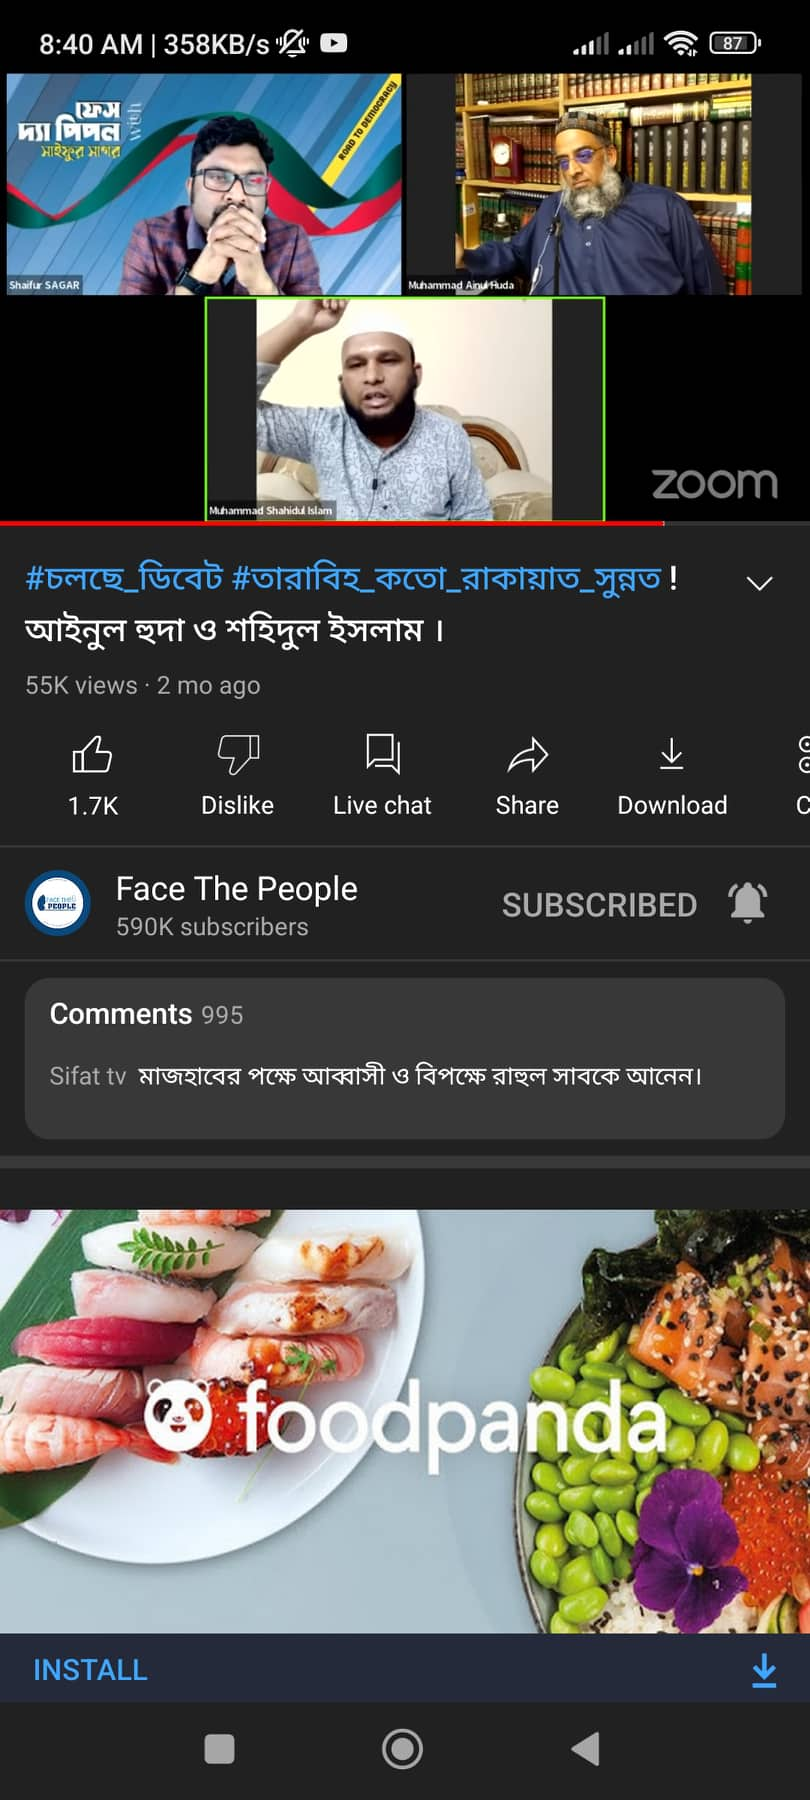 8:40 AM | 358KB/s
87
ফেস
দ্যা পিপল
with
সাইফুর সাগর
ROAD TO DEMOCRACY
Shaifur SAGAR
Muhammad Ainul Huda
Muhammad Shahidul Islam
zoom
#চলছে_ডিবেট #তারাবিহ_কতো_রাকায়াত_সুন্নত !
আইনুল হুদা ও শহিদুল ইসলাম ।
55K views · 2 mo ago
1.7K
Dislike
Live chat
Share
Download
C
FACE THE
PEOPLE
Face The People
590K subscribers
SUBSCRIBED
Comments 995
Sifat tv মাজহাবের পক্ষে আব্বাসী ও বিপক্ষে রাহুল সাবকে আনেন।
foodpanda
INSTALL